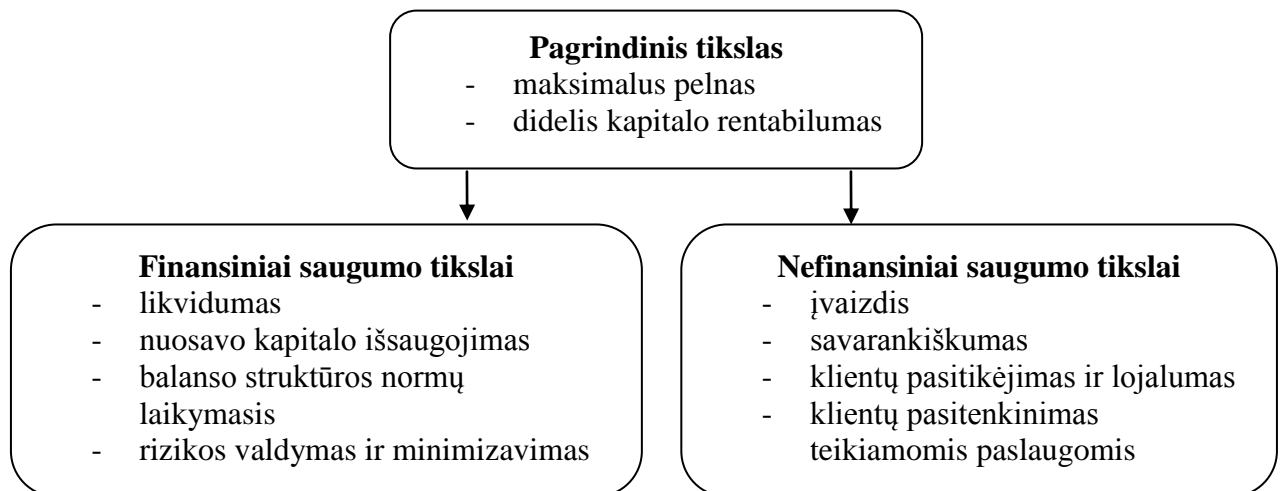 Pagrindinis tikslas
- maksimalus pelnas
- didelis kapitalo rentabilumas
Finansiniai saugumo tikslai
- likvidumas
- nuosavo kapitalo išsaugojimas
- balanso struktūros normų
laikymasis
- rizikos valdymas ir minimizavimas
Nefinansiniai saugumo tikslai
- įvaizdis
- savarankiškumas
- klientų pasitikėjimas ir lojalumas
- klientų pasitenkinimas
teikiamomis paslaugomis